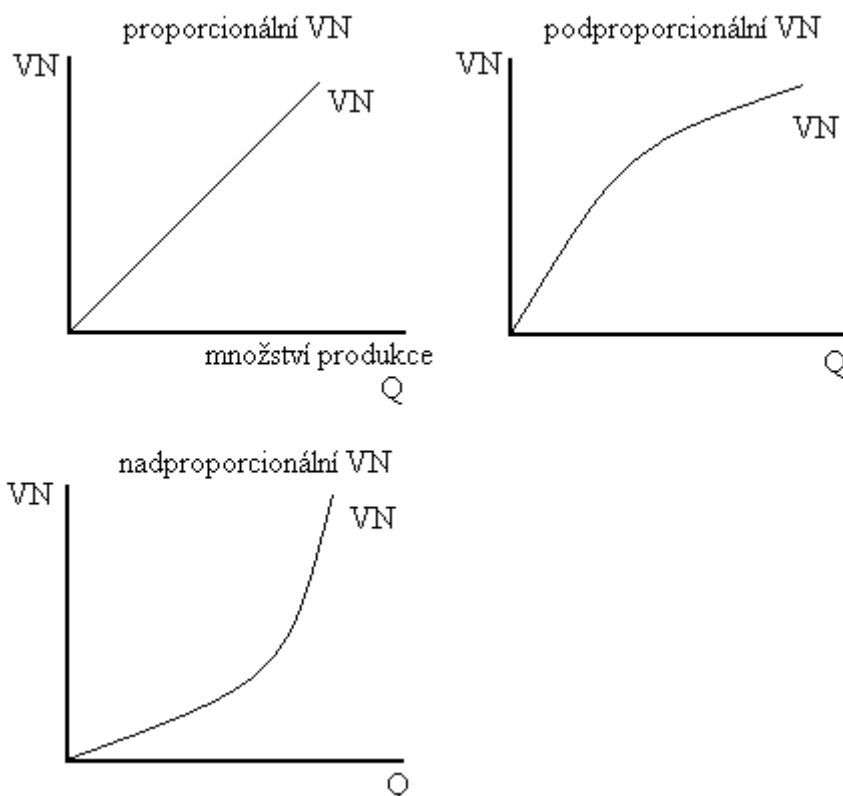 proporcionální VN
VN
VN
množství produkce
Q
podproporcionální VN
VN
VN
Q
nadproporcionální VN
VN
VN
Q